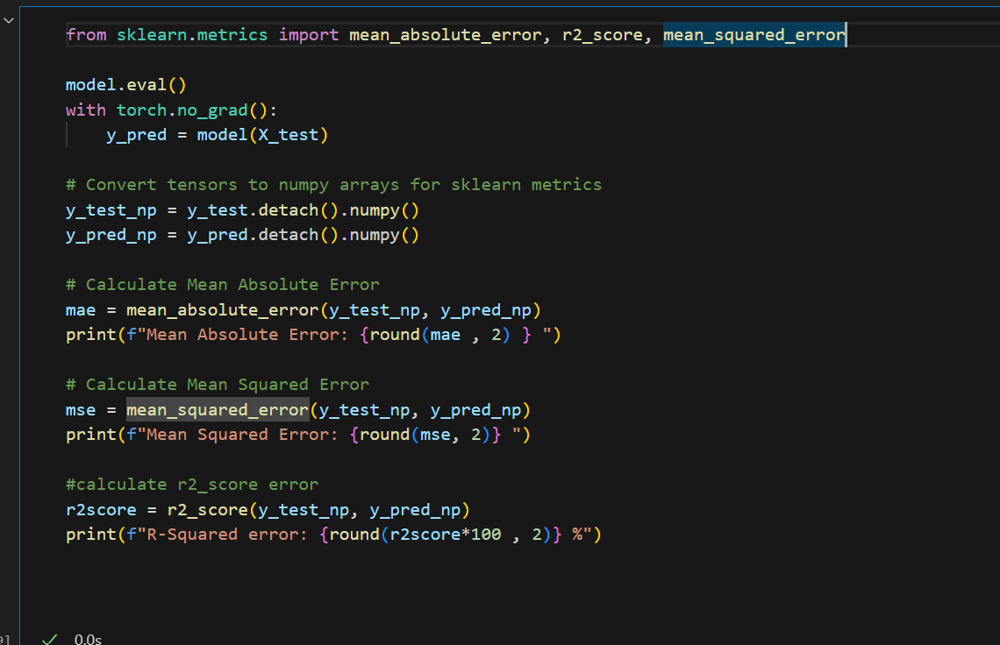 from sklearn.metrics import mean_absolute_error, r2_score, mean_squared_error
model.eval()
with torch.no_grad():
    y_pred = model(X_test)
# Convert tensors to numpy arrays for sklearn metrics
y_test_np = y_test.detach().numpy()
y_pred_np = y_pred.detach().numpy()
# Calculate Mean Absolute Error
mae = mean_absolute_error(y_test_np, y_pred_np)
print(f"Mean Absolute Error: {round(mae , 2) } ")
# Calculate Mean Squared Error
mse = mean_squared_error(y_test_np, y_pred_np)
print(f"Mean Squared Error: {round(mse, 2)} ")
#calculate r2_score error
r2score = r2_score(y_test_np, y_pred_np)
print(f"R-Squared error: {round(r2score*100 , 2)} %")
0.0s